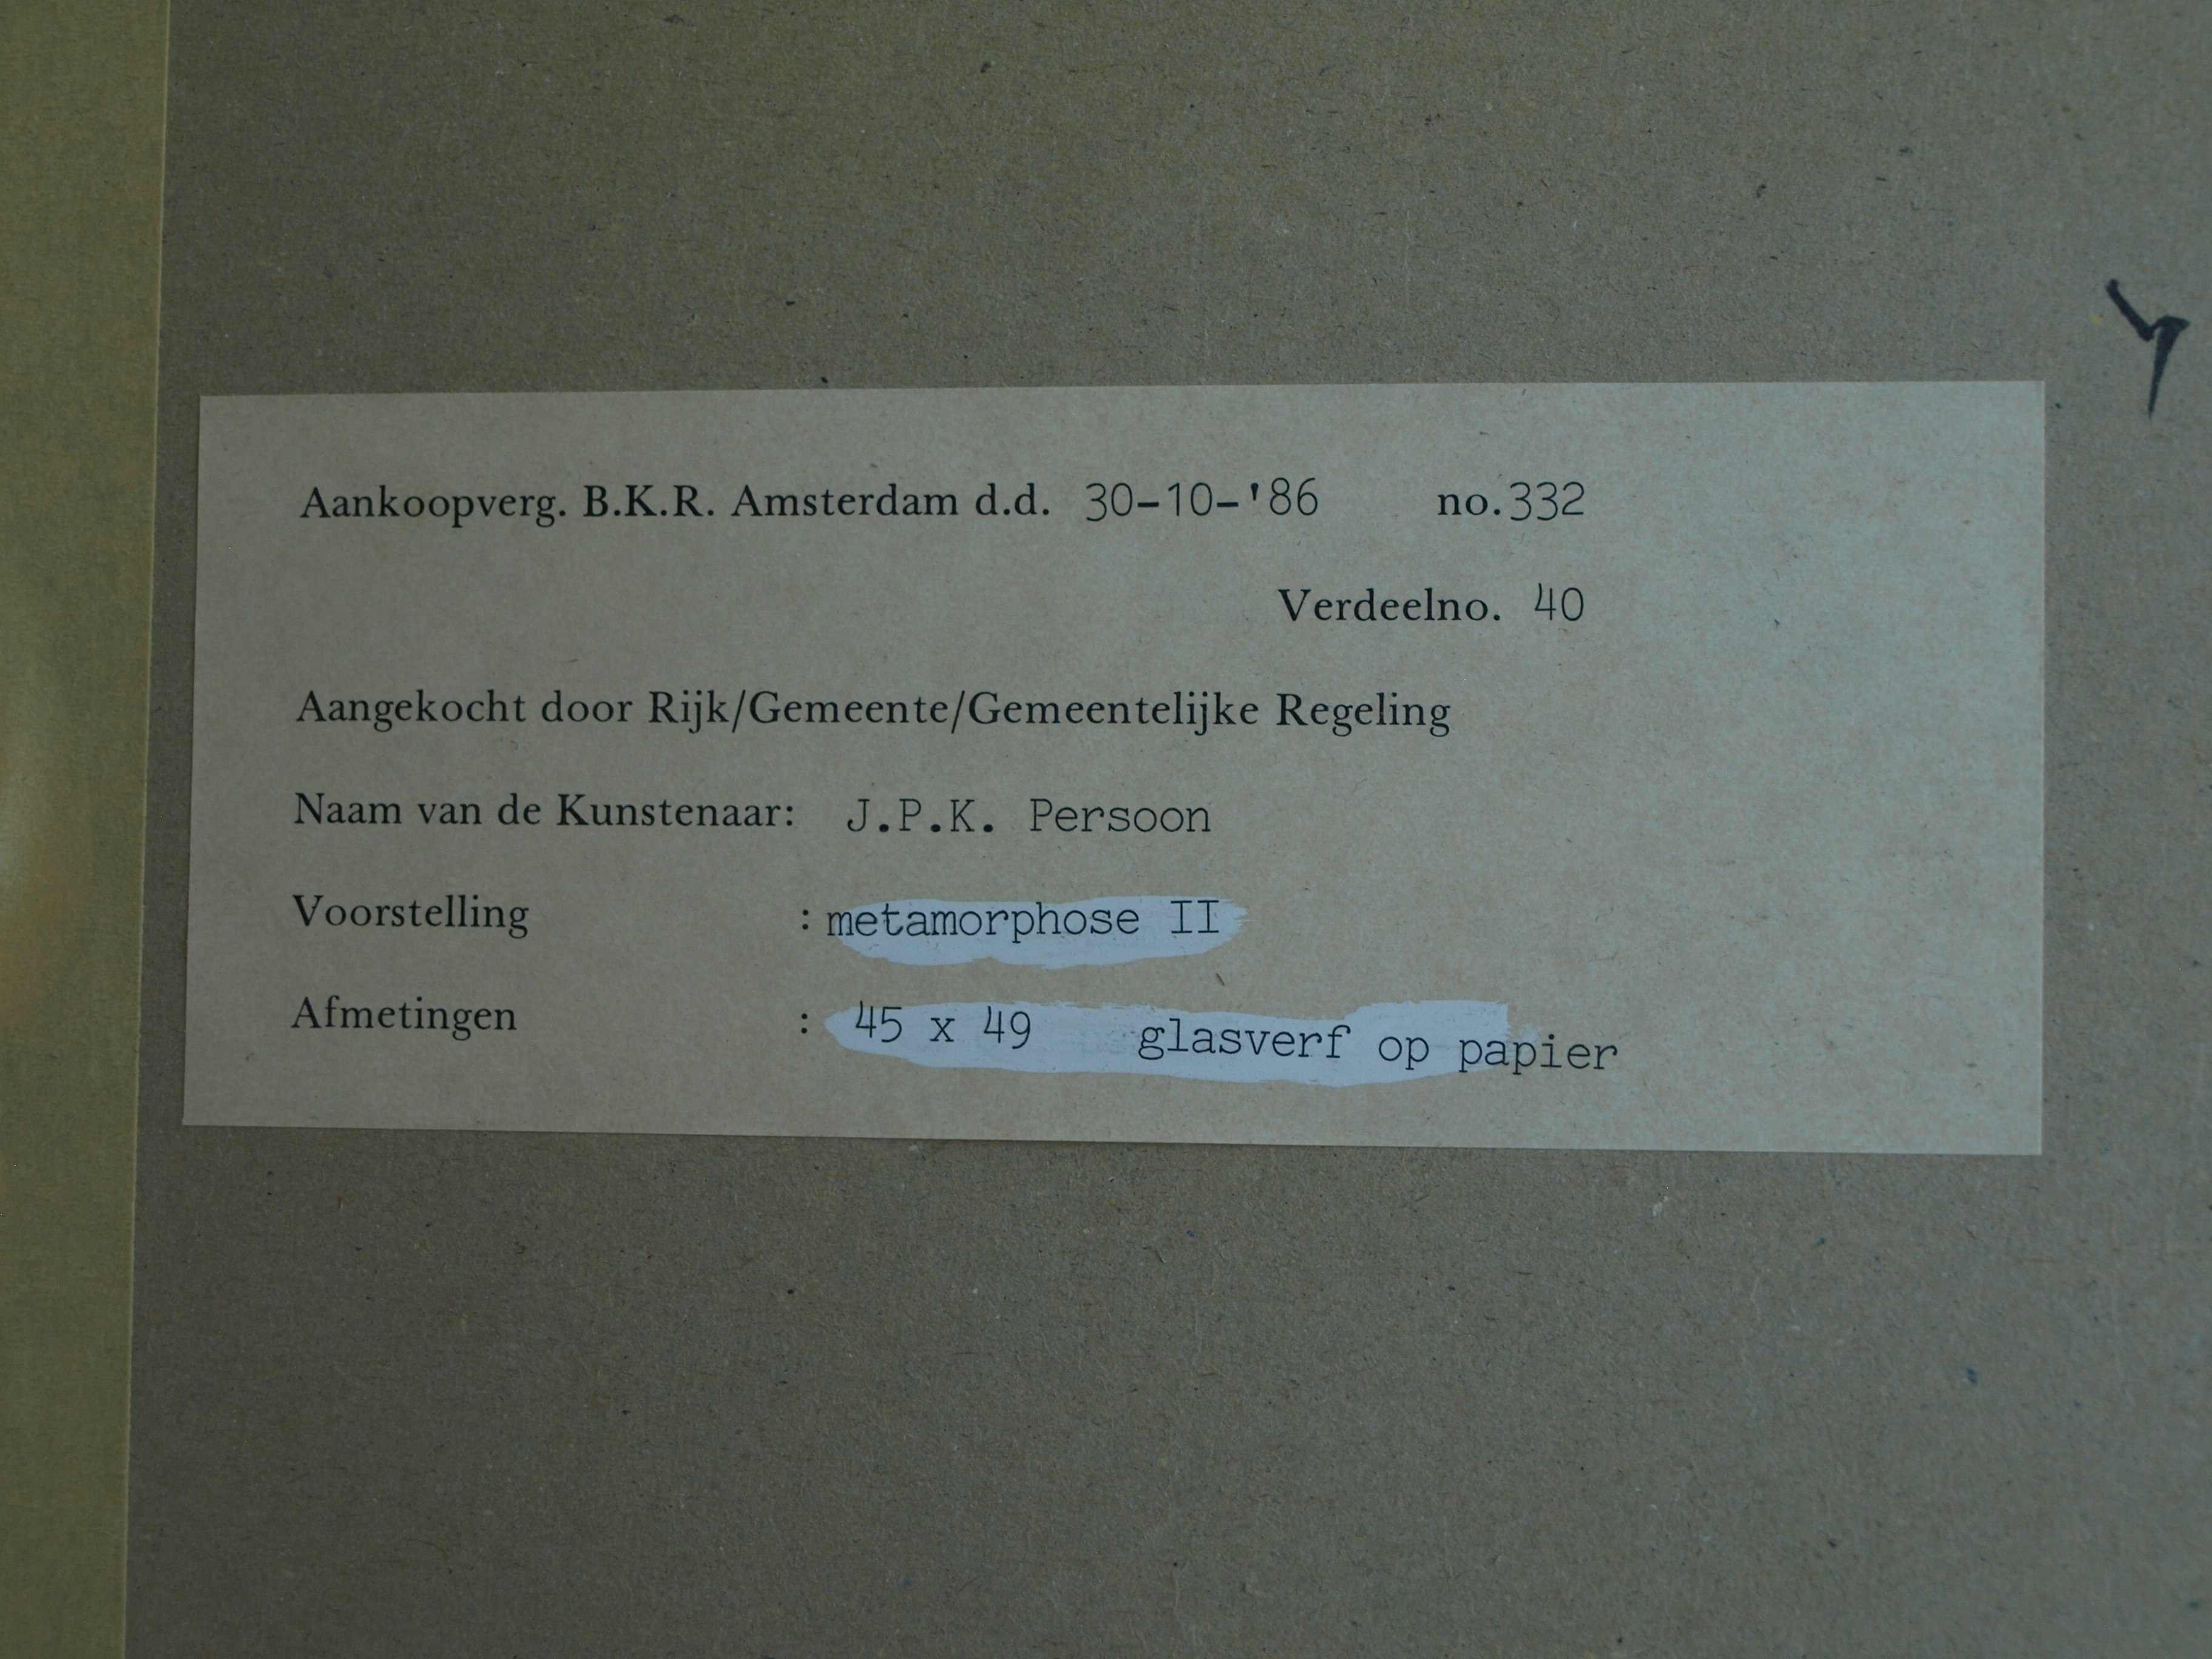 Aankoopverg. B.K.R. Amsterdam d.d. 30-10-'86 no.332
Verdeelno. 40
Aangekocht door Rijk/Gemeente/Gemeentelijke Regeling
Naam van de Kunstenaar: J.P.K. Persoon
Voorstelling : metamorphose II
Afmetingen : 45 x 49 glasverf op papier